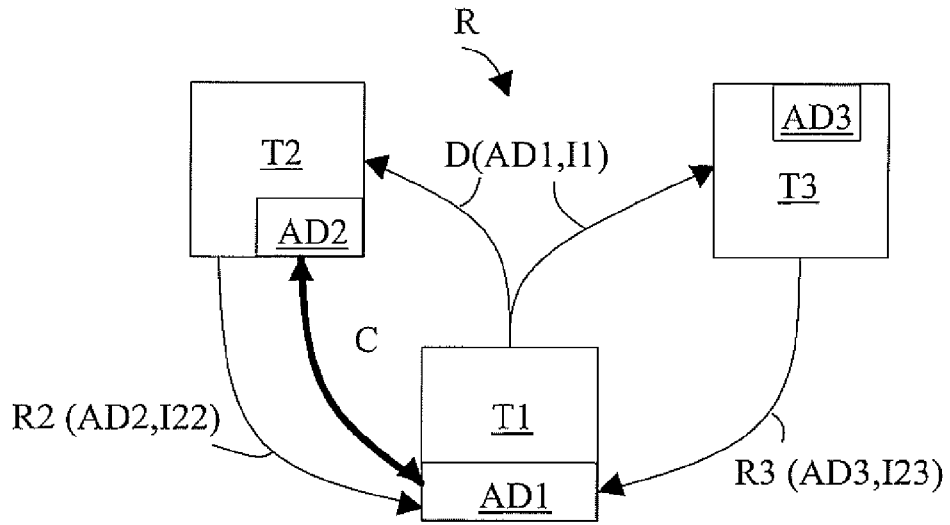 R
AD3
T2
D(AD1,I1)
T3
AD2
C
R2 (AD2,I22)
T1
R3 (AD3,I23)
AD1